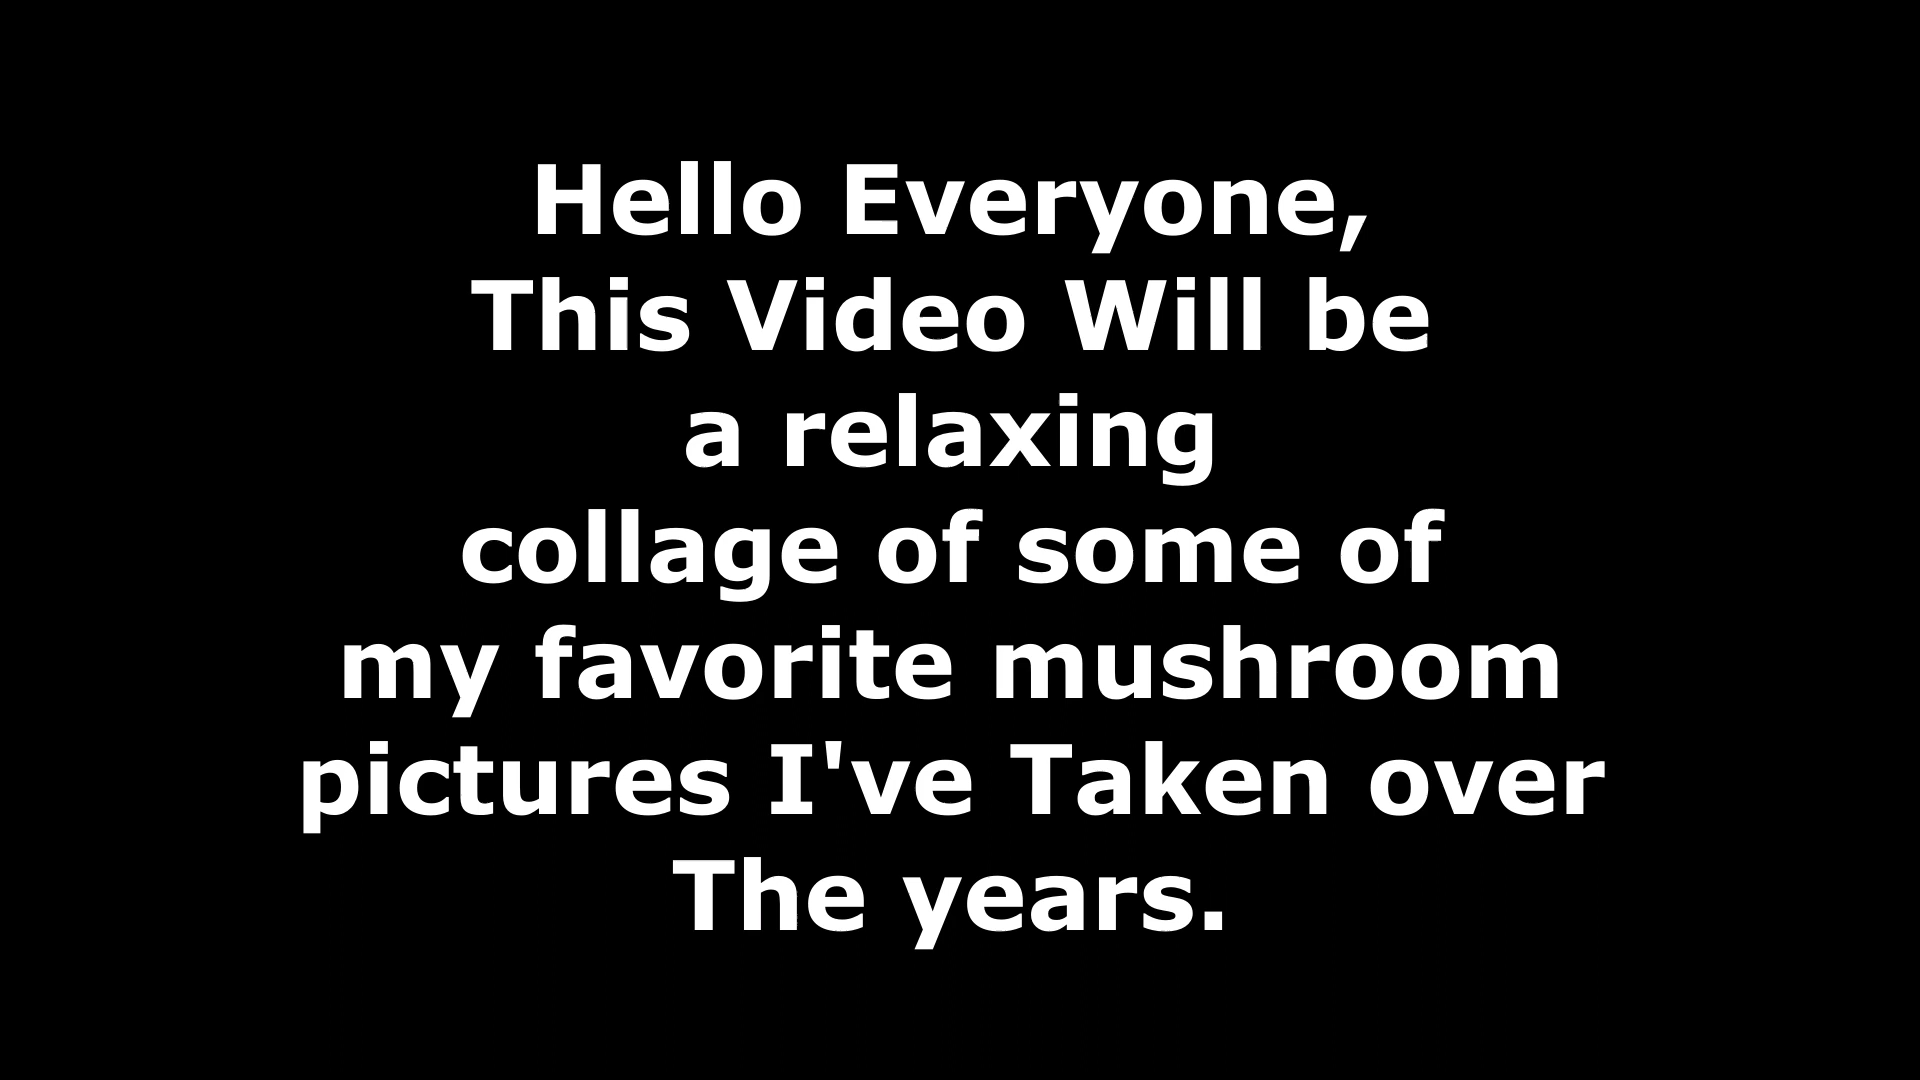 Hello Everyone,
This Video Will be
a relaxing
collage of some of
my favorite mushroom
pictures I've Taken over
The years.